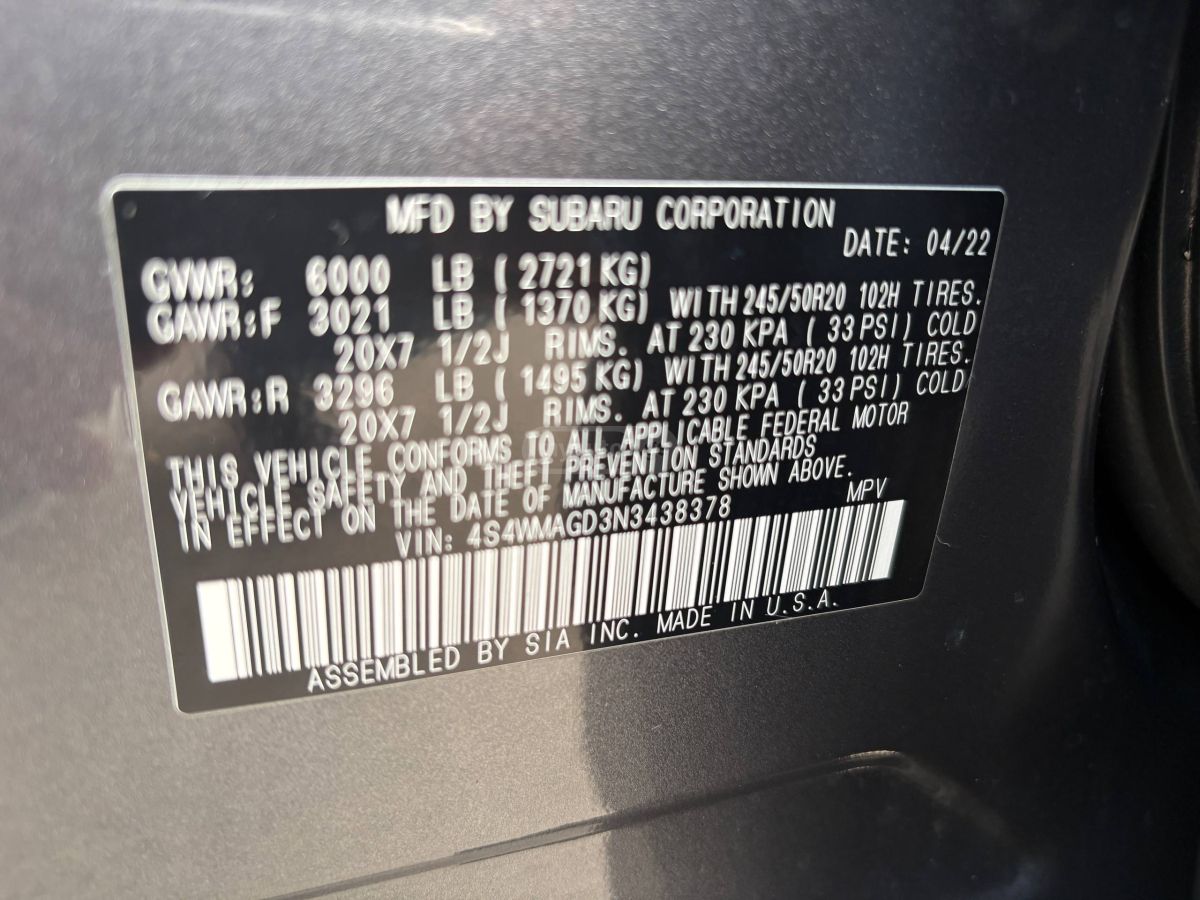 MFD BY SUBARU CORPORATION
DATE: 04/22
GVWR: 6000 LB ( 2721 KG)
GAWR:F 3021 LB ( 1370 KG) WITH 245/50R20 102H TIRES.
20X7 1/2J RIMS. AT 230 KPA ( 33 PSI) COLD
GAWR:R 3296 LB ( 1495 KG) WITH 245/50R20 102H TIRES.
20X7 1/2J RIMS. AT 230 KPA ( 33 PSI) COLD
THIS VEHICLE CONFORMS TO ALL APPLICABLE FEDERAL MOTOR
VEHICLE SAFETY AND THEFT PREVENTION STANDARDS
IN EFFECT ON THE DATE OF MANUFACTURE SHOWN ABOVE.
VIN: 4S4WMAGD3N3438378 MPV
ASSEMBLED BY SIA INC. MADE IN U.S.A.